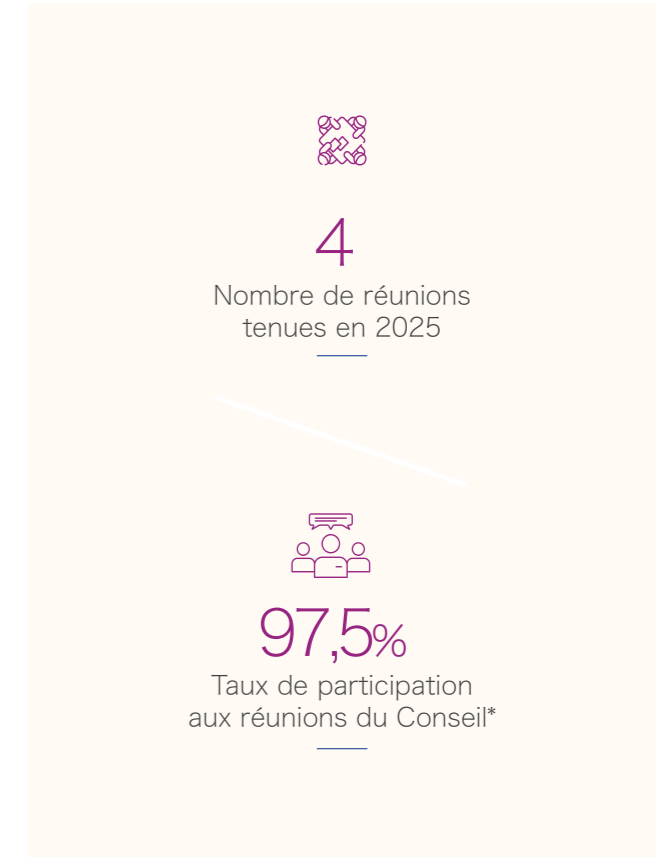 4
Nombre de réunions
tenues en 2025
97,5%
Taux de participation
aux réunions du Conseil*